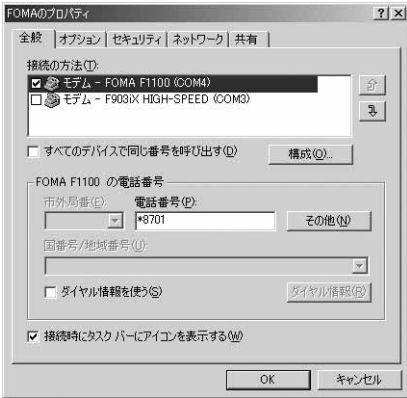 FOMAのプロパティ
全般 オプション セキュリティ ネットワーク 共有
接続の方法(T):
モデム - FOMA F1100 (COM4)
モデム - F903iX HIGH-SPEED (COM3)
すべてのデバイスで同じ番号を呼び出す(D) 構成(O)...
FOMA F1100 の電話番号
市外局番(E): 電話番号(P):
*8701 その他(N)
国番号/地域番号(U):
ダイヤル情報を使う(S) ダイヤル情報(R)
接続時にタスク バーにアイコンを表示する(W)
OK キャンセル